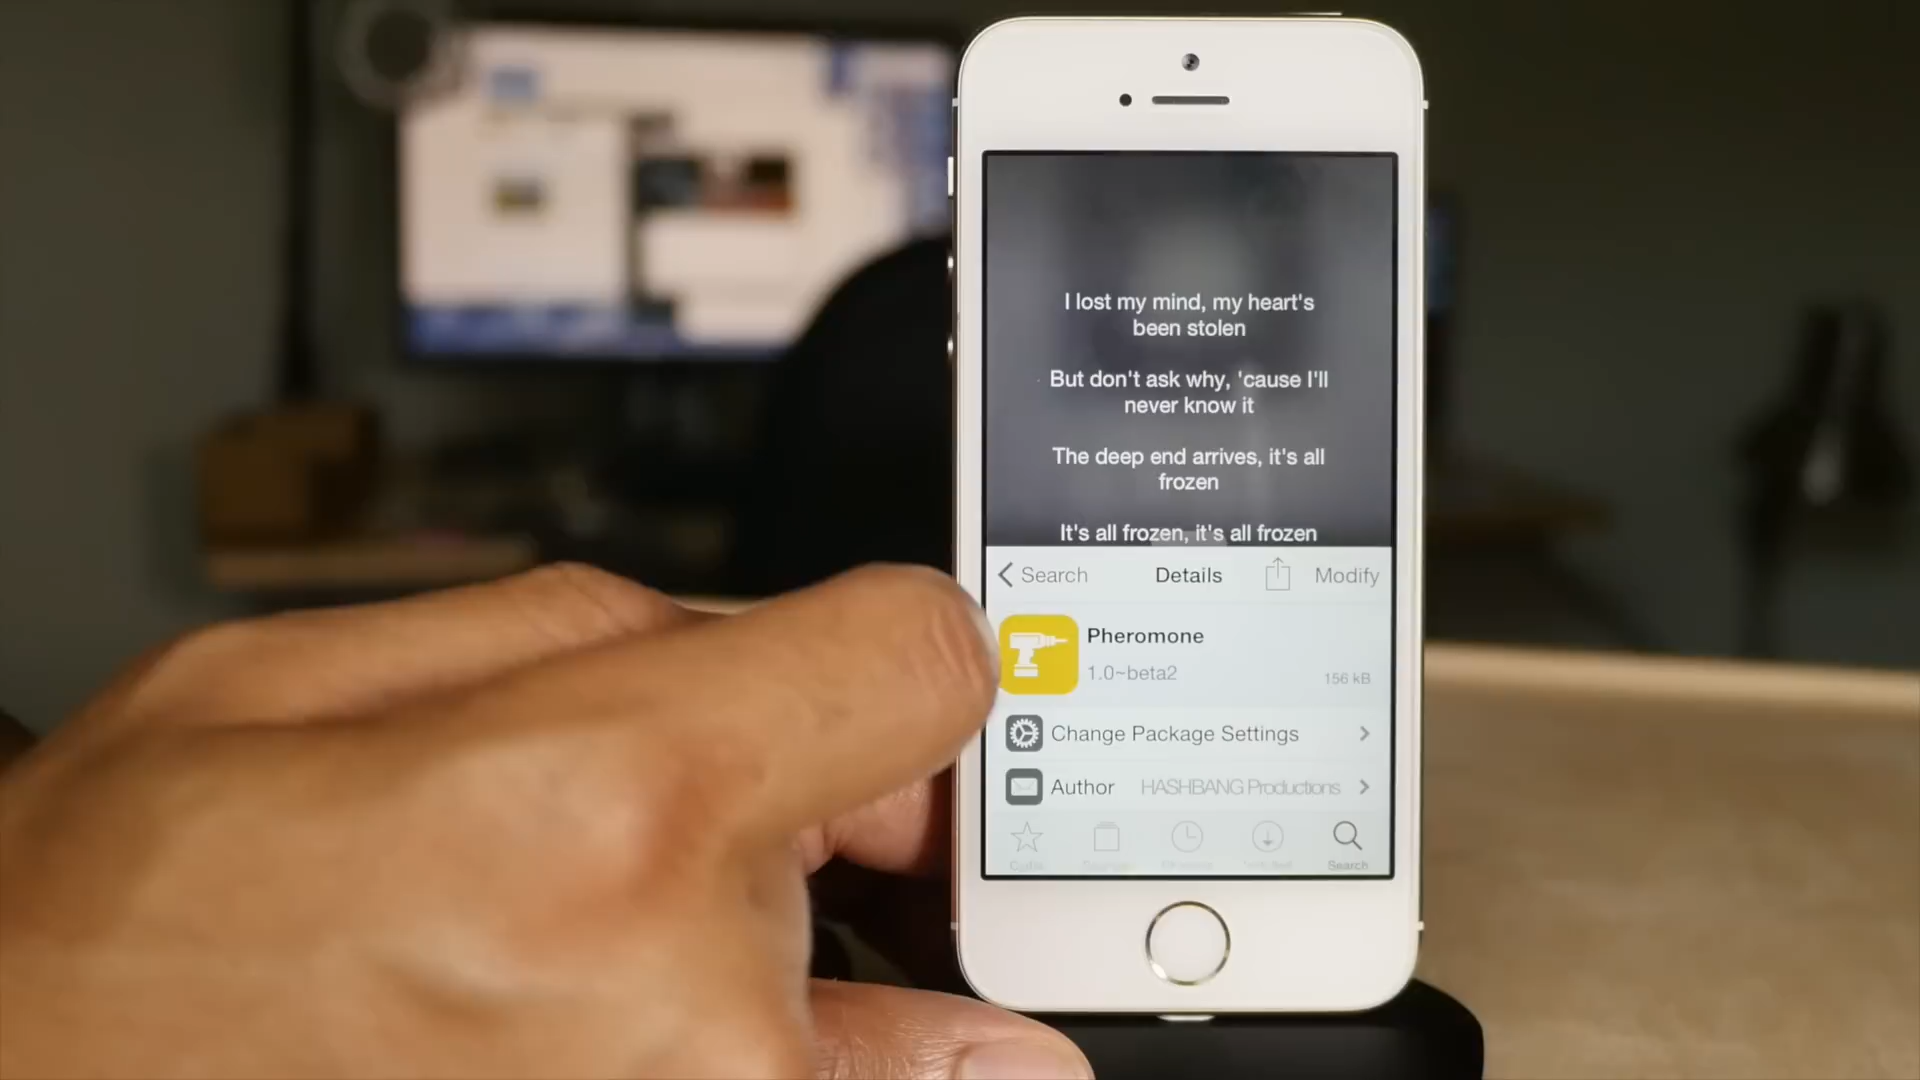 I lost my mind, my heart's
been stolen
But don't ask why, 'cause I'll
never know it
The deep end arrives, it's all
frozen
It's all frozen, it's all frozen
Search Details Modify
Pheromone
1.0~beta2 156 kB
Change Package Settings
Author HASHBANG Productions
Search